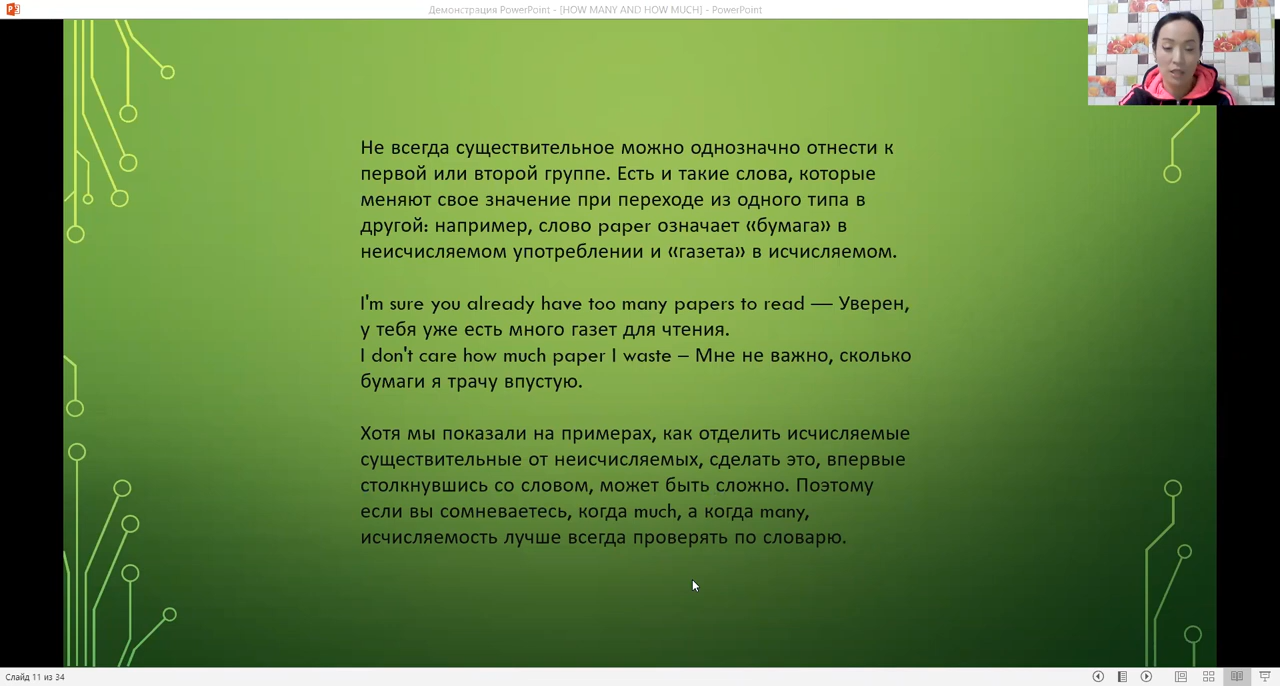 Демонстрация PowerPoint - [HOW MANY AND HOW MUCH] - PowerPoint
Не всегда существительное можно однозначно отнести к
первой или второй группе. Есть и такие слова, которые
меняют свое значение при переходе из одного типа в
другой: например, слово paper означает «бумага» в
неисчисляемом употреблении и «газета» в исчисляемом.
I'm sure you already have too many papers to read — Уверен,
у тебя уже есть много газет для чтения.
I don't care how much paper I waste – Мне не важно, сколько
бумаги я трачу впустую.
Хотя мы показали на примерах, как отделить исчисляемые
существительные от неисчисляемых, сделать это, впервые
столкнувшись со словом, может быть сложно. Поэтому
если вы сомневаетесь, когда much, а когда many,
исчисляемость лучше всегда проверять по словарю.
Слайд 11 из 34